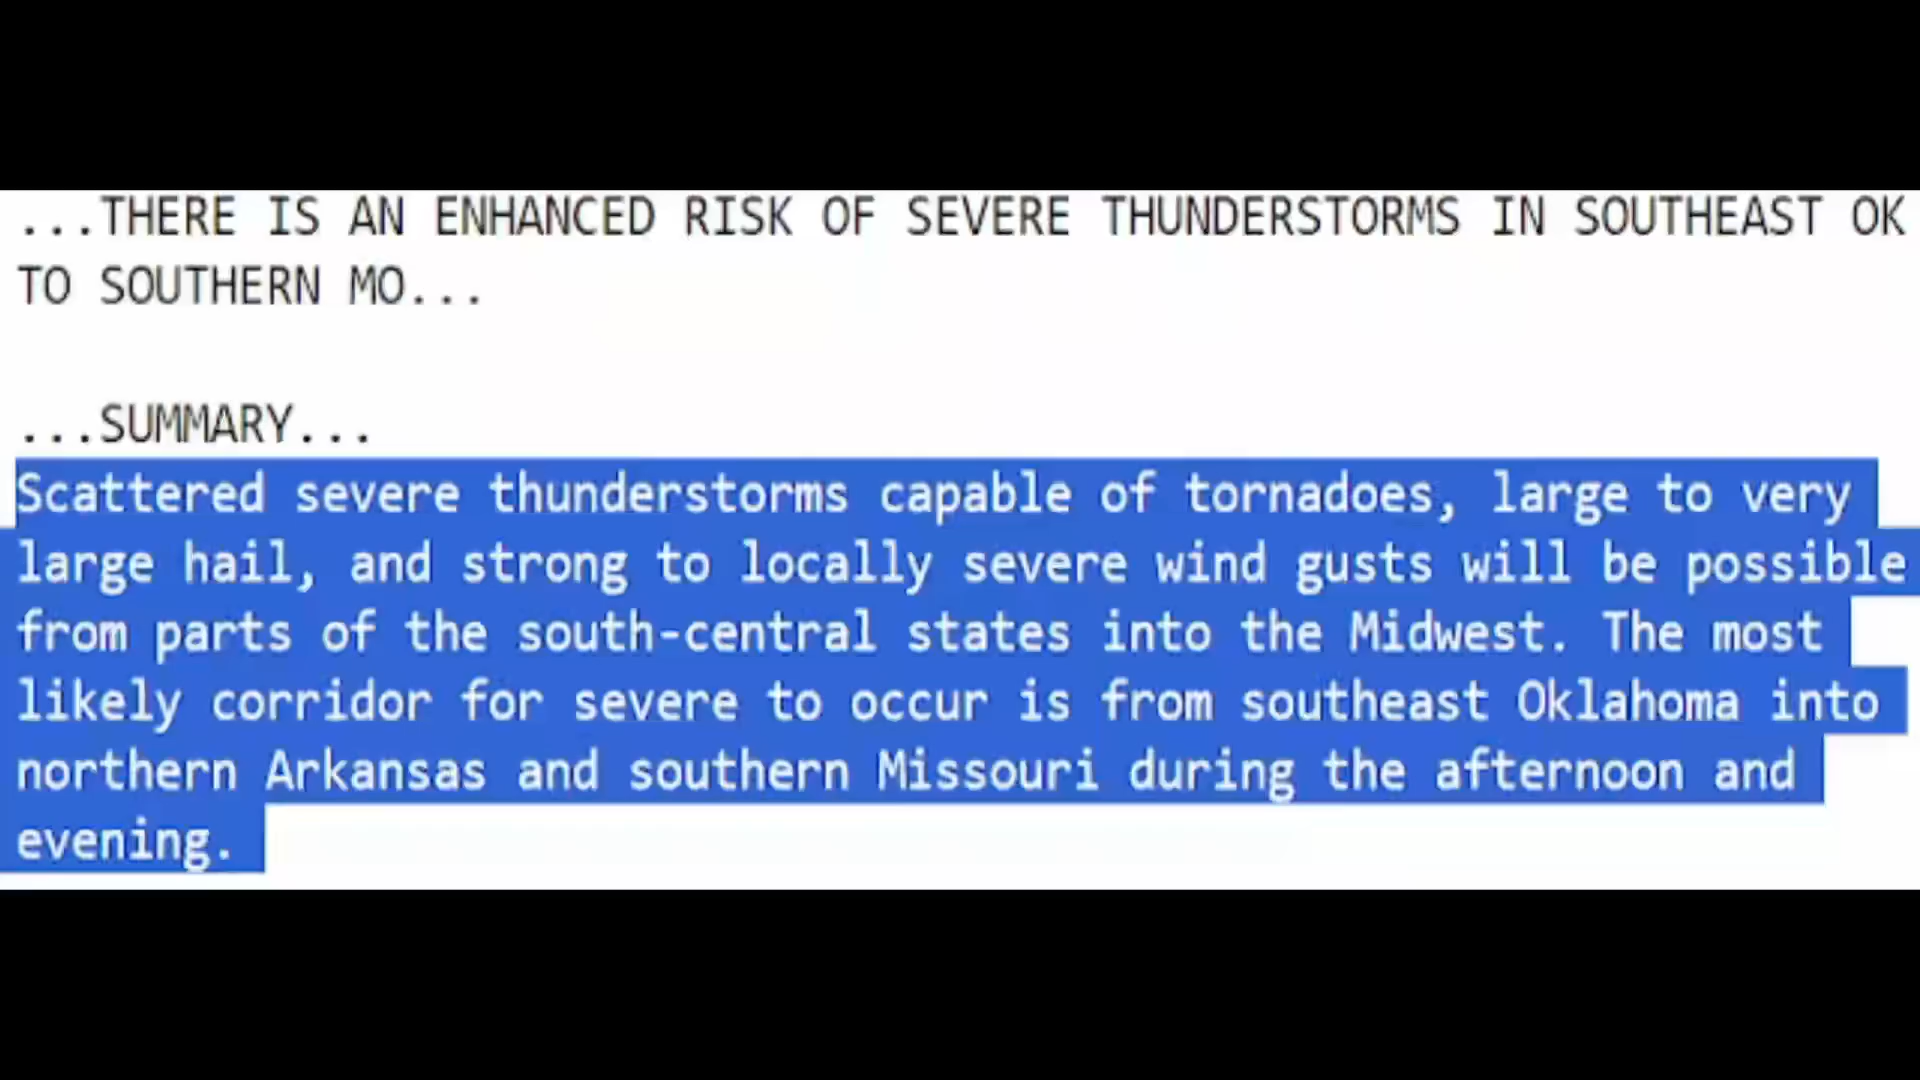 ...THERE IS AN ENHANCED RISK OF SEVERE THUNDERSTORMS IN SOUTHEAST OK
TO SOUTHERN MO...
...SUMMARY...
Scattered severe thunderstorms capable of tornadoes, large to very
large hail, and strong to locally severe wind gusts will be possible
from parts of the south-central states into the Midwest. The most
likely corridor for severe to occur is from southeast Oklahoma into
northern Arkansas and southern Missouri during the afternoon and
evening.